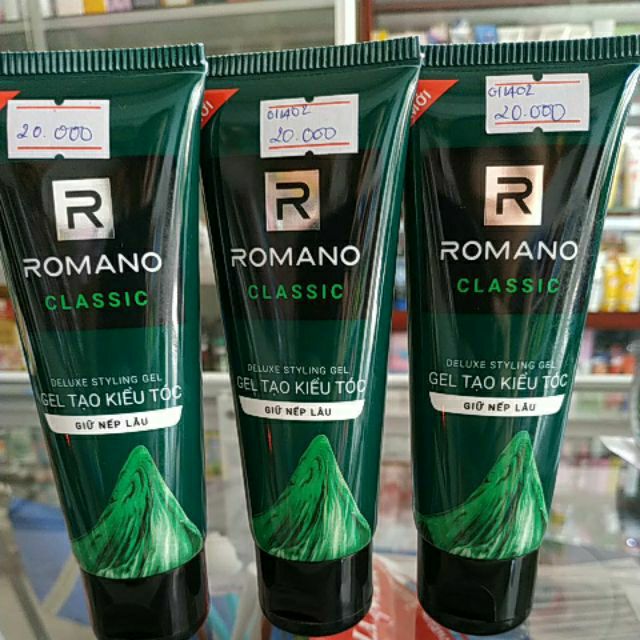 20.000
R
ROMANO
CLASSIC
DELUXE STYLING GEL
GEL TẠO KIỂU TÓC
GIỮ NẾP LÂU
20.000
R
ROMANO
CLASSIC
DELUXE STYLING GEL
GEL TẠO KIỂU TÓC
GIỮ NẾP LÂU
MỚI
20.000
R
ROMANO
CLASSIC
DELUXE STYLING GEL
GEL TẠO KIỂU TÓC
GIỮ NẾP LÂU